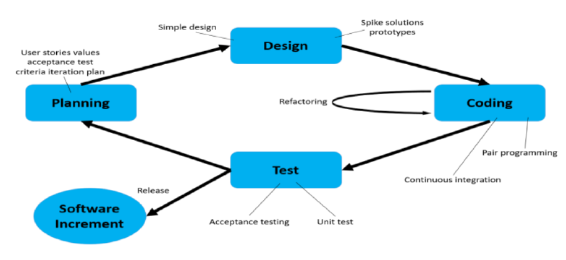 Simple design
Design
Spike solutions
prototypes
User stories values
acceptance test
criteria iteration plan
Planning
Refactoring
Coding
Pair programming
Continuous integration
Test
Release
Acceptance testing
Unit test
Software
Increment